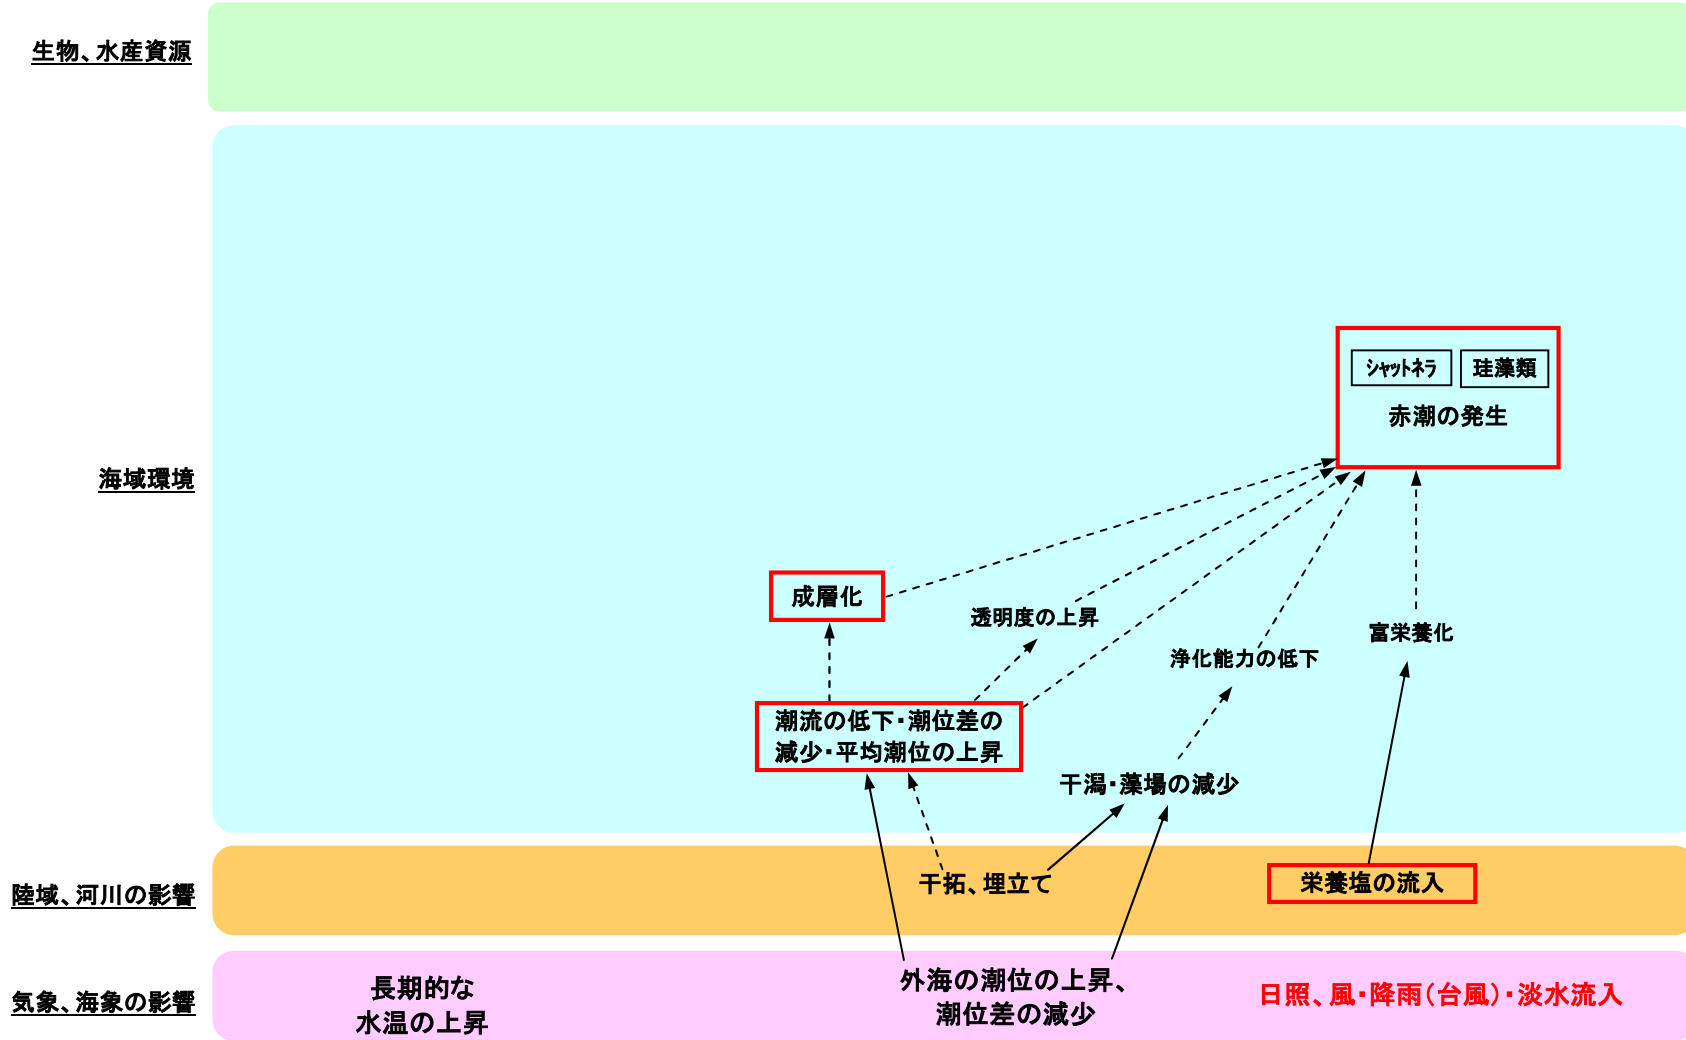 生物、水産資源
海域環境
シャットネラ
珪藻類
赤潮の発生
成層化
透明度の上昇
富栄養化
浄化能力の低下
潮流の低下・潮位差の
減少・平均潮位の上昇
干潟・藻場の減少
陸域、河川の影響
干拓、埋立て
栄養塩の流入
気象、海象の影響
長期的な
水温の上昇
外海の潮位の上昇、
潮位差の減少
日照、風・降雨(台風)・淡水流入